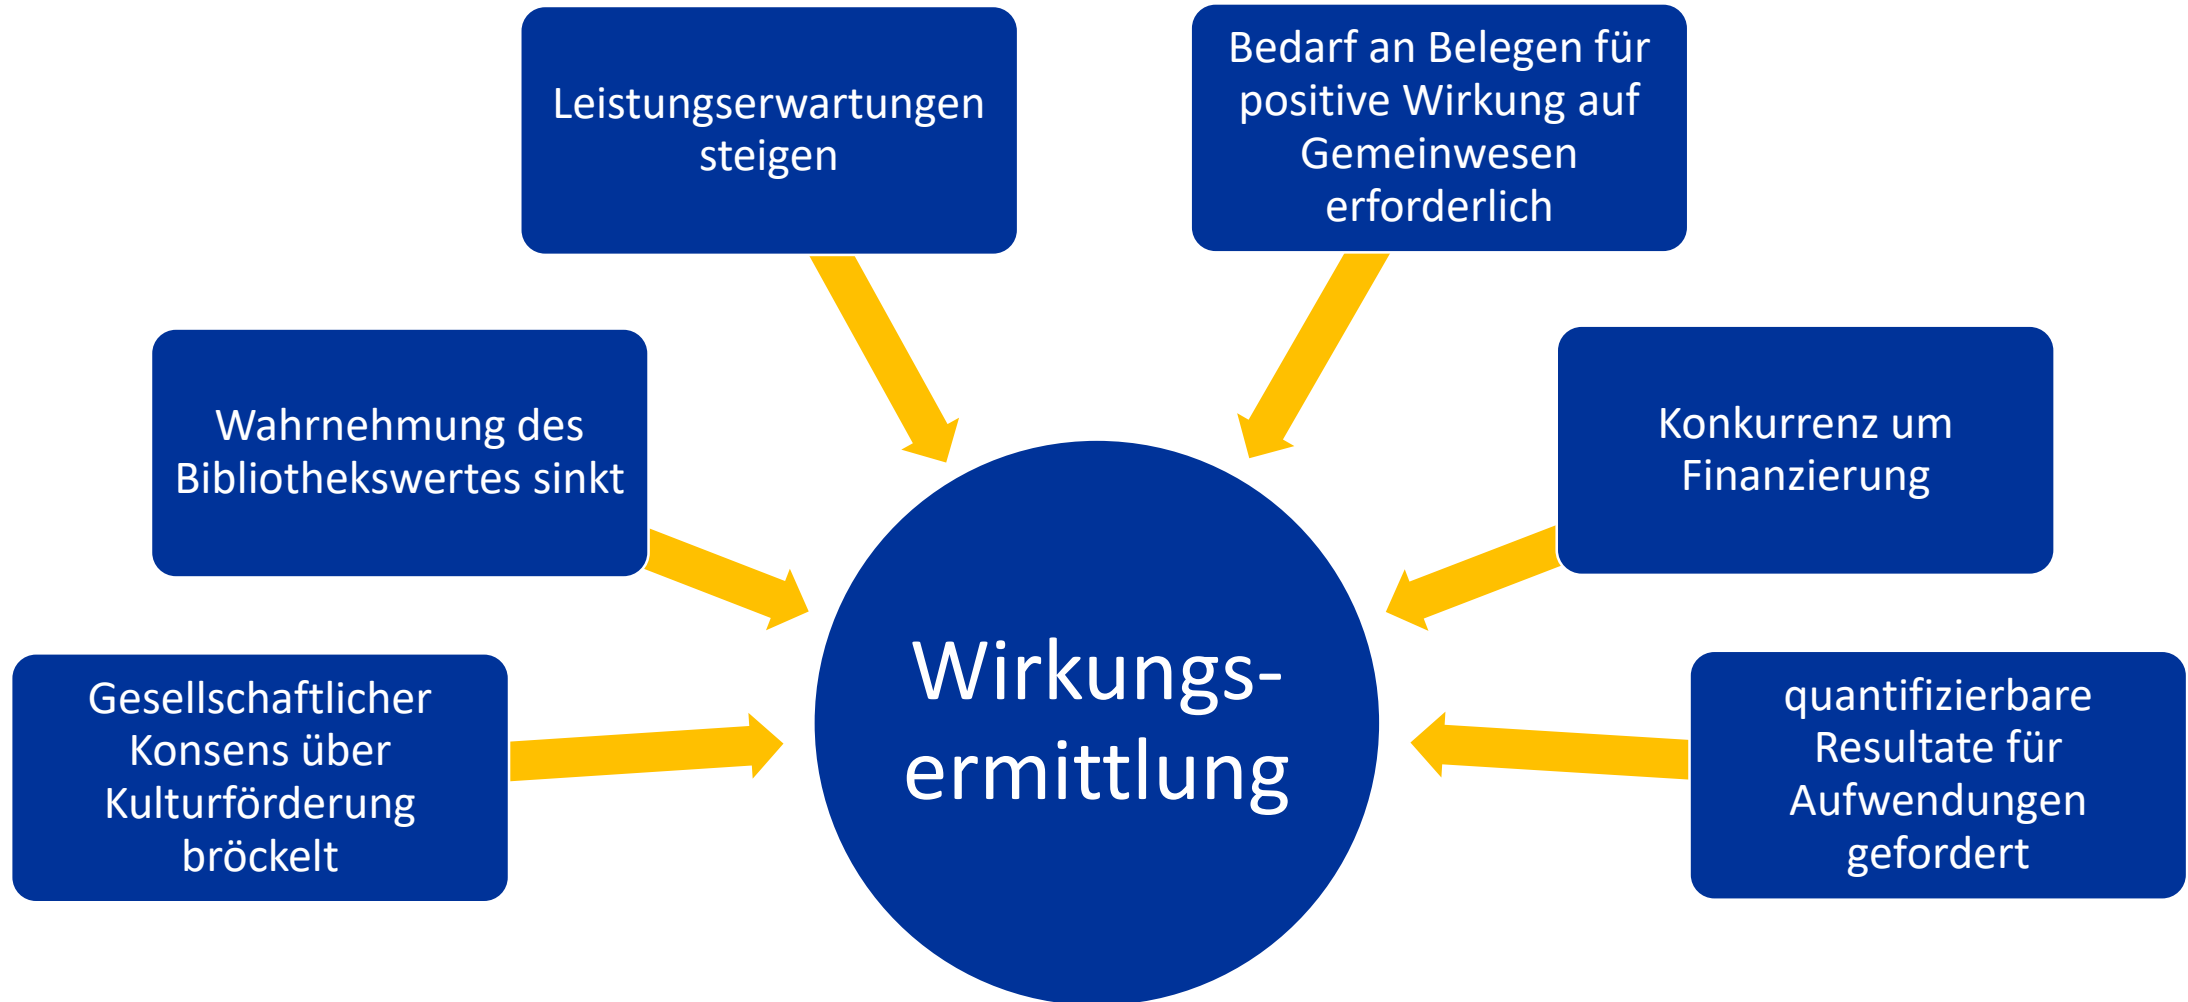 Leistungserwartungen
steigen
Bedarf an Belegen für
positive Wirkung auf
Gemeinwesen
erforderlich
Wahrnehmung des
Bibliothekswertes sinkt
Konkurrenz um
Finanzierung
Gesellschaftlicher
Konsens über
Kulturförderung
bröckelt
Wirkungs-
ermittlung
quantifizierbare
Resultate für
Aufwendungen
gefordert